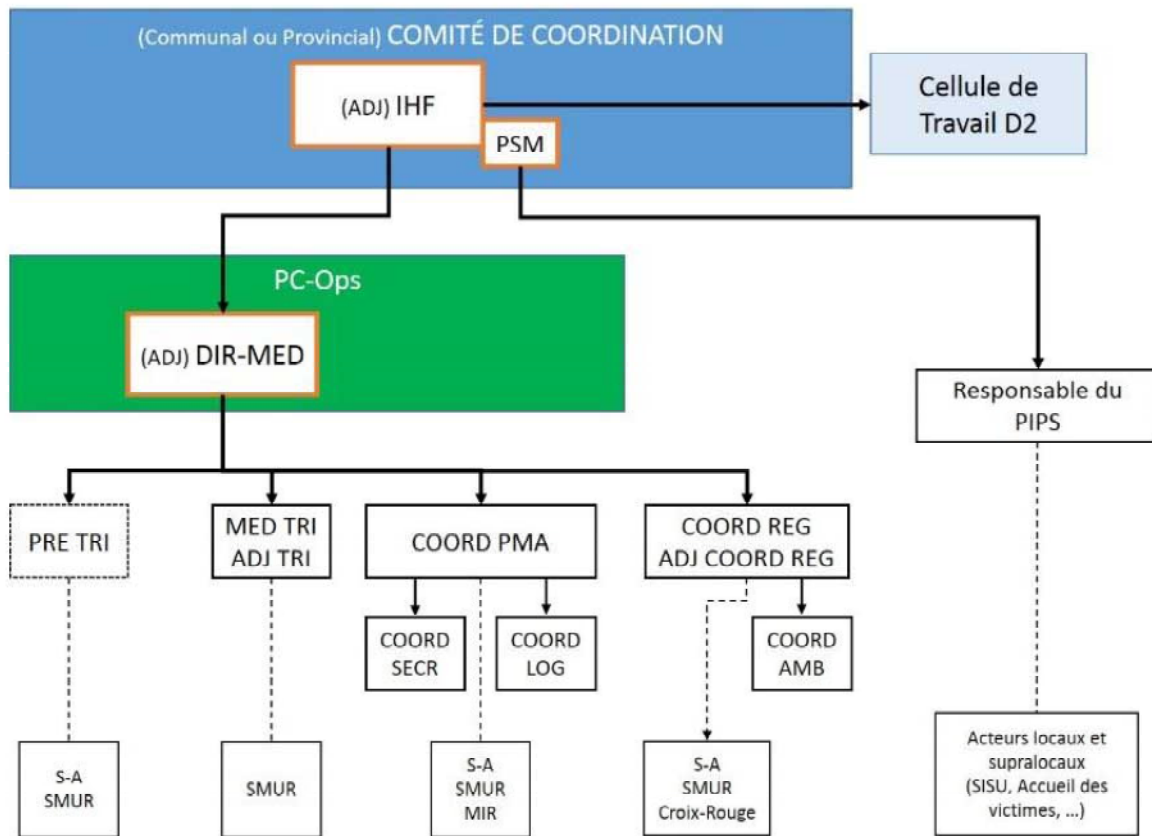 (Communal ou Provincial) COMITÉ DE COORDINATION
(ADJ) IHF
PSM
Cellule de
Travail D2
PC-Ops
(ADJ) DIR-MED
Responsable du
PIPS
PRE TRI
MED TRI
ADJ TRI
COORD PMA
COORD REG
ADJ COORD REG
COORD
SECR
COORD
LOG
COORD
AMB
S-A
SMUR
SMUR
S-A
SMUR
MIR
S-A
SMUR
Croix-Rouge
Acteurs locaux et
supralocaux
(SISU, Accueil des
victimes, ...)